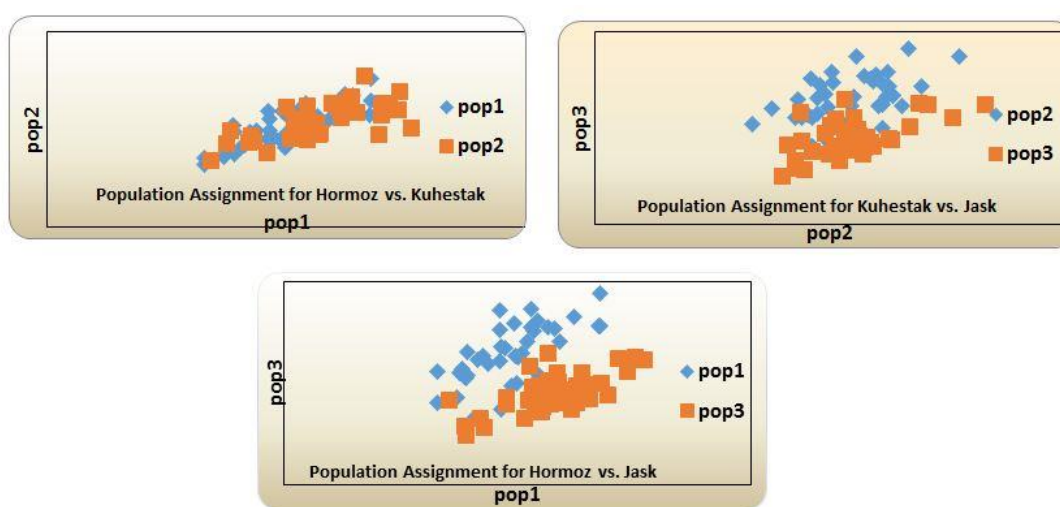 pop2
pop1
pop2
Population Assignment for Hormoz vs. Kuhestak
pop1
pop3
pop2
pop3
Population Assignment for Kuhestak vs. Jask
pop2
pop3
pop1
pop3
Population Assignment for Hormoz vs. Jask
pop1